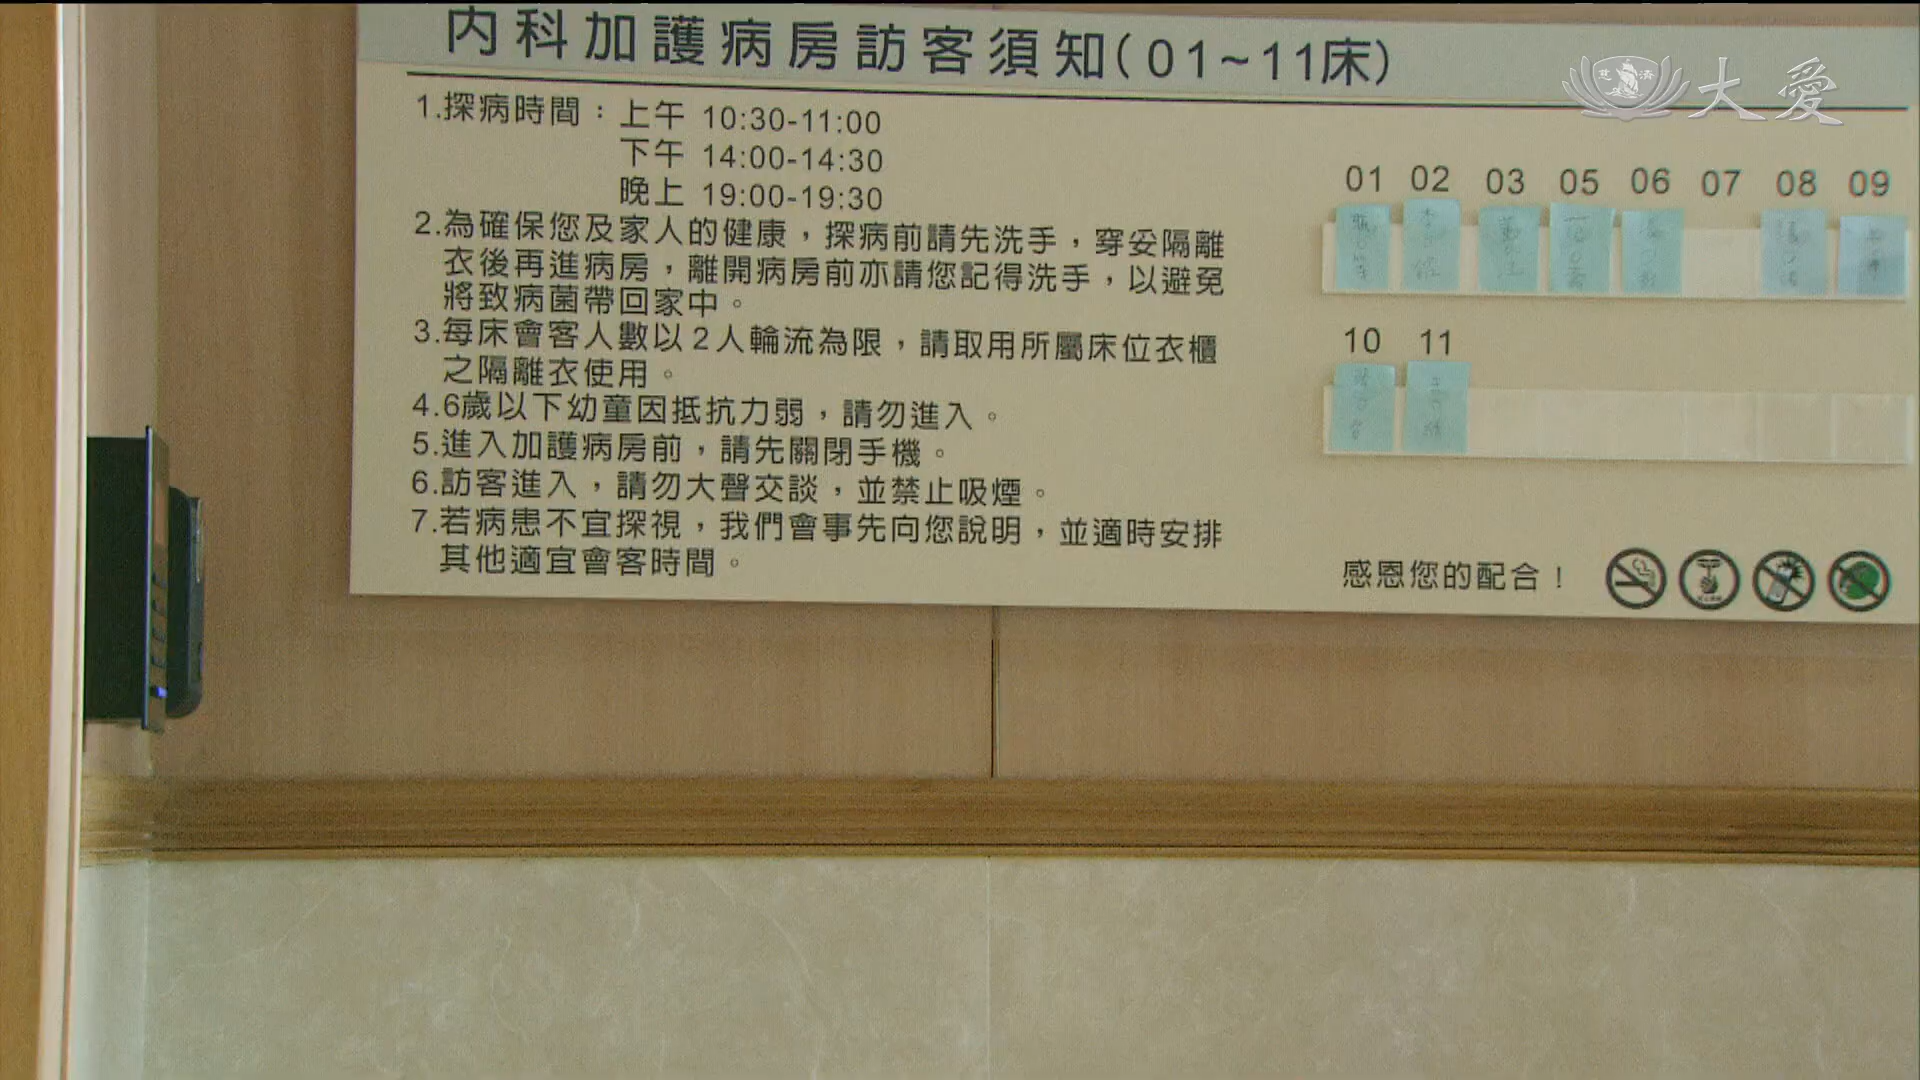 內科加護病房訪客須知(01~11床)
大愛
慈濟
1.探病時間：上午 10:30-11:00
下午 14:00-14:30
晚上 19:00-19:30
2.為確保您及家人的健康，探病前請先洗手，穿妥隔離
衣後再進病房，離開病房前亦請您記得洗手，以避免
將致病菌帶回家中。
3.每床會客人數以2人輪流為限，請取用所屬床位衣櫃
之隔離衣使用。
4.6歲以下幼童因抵抗力弱，請勿進入。
5.進入加護病房前，請先關閉手機。
6.訪客進入，請勿大聲交談，並禁止吸煙。
7.若病患不宜探視，我們會事先向您說明，並適時安排
其他適宜會客時間。
01 02 03 05 06 07 08 09
10 11
感恩您的配合！